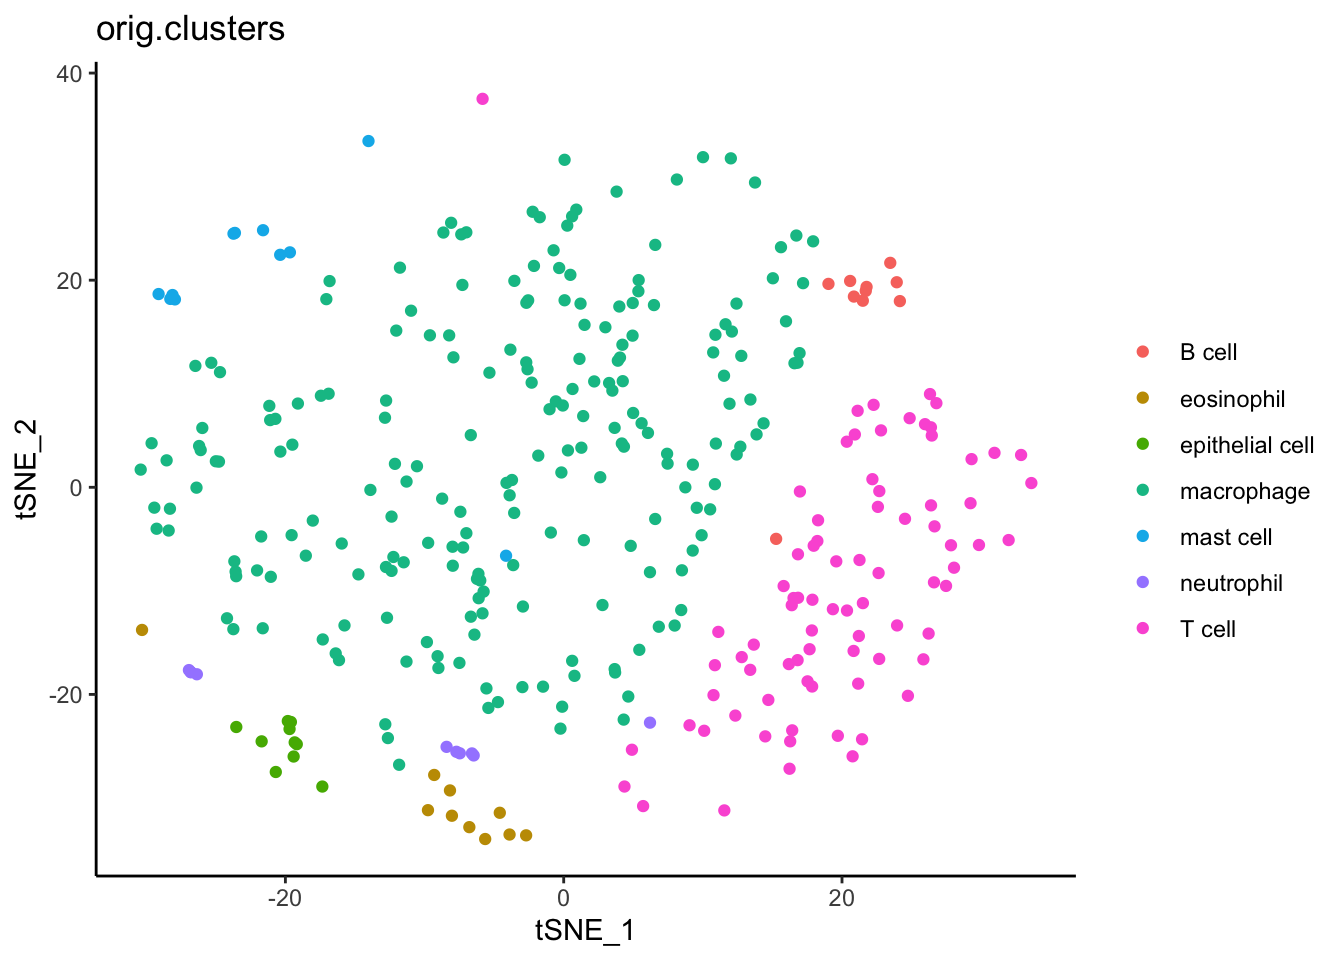 orig.clusters
40
20
0
-20
tSNE_2
-20
0
20
tSNE_1
B cell
eosinophil
epithelial cell
macrophage
mast cell
neutrophil
T cell